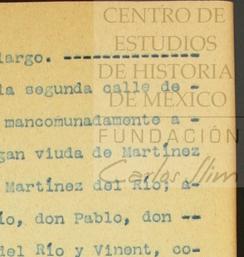 CENTRO DE
ESTUDIOS
DE HISTORIA
DE MÉXICO
FUNDACIÓN
Carlos Slim
largo. ---------------
la segunda calle de -
mancomunadamente a -
gan viuda de Martínez
Martínez del Río; a-
ío, don Pablo, don --
del Río y Vinent, co-